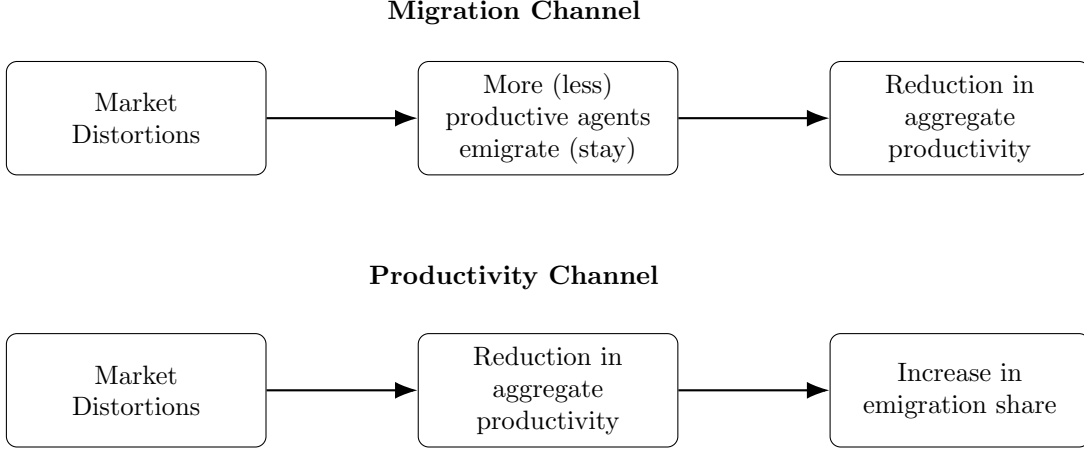 Migration Channel
Market
Distortions
More (less)
productive agents
emigrate (stay)
Reduction in
aggregate
productivity
Productivity Channel
Market
Distortions
Reduction in
aggregate
productivity
Increase in
emigration share